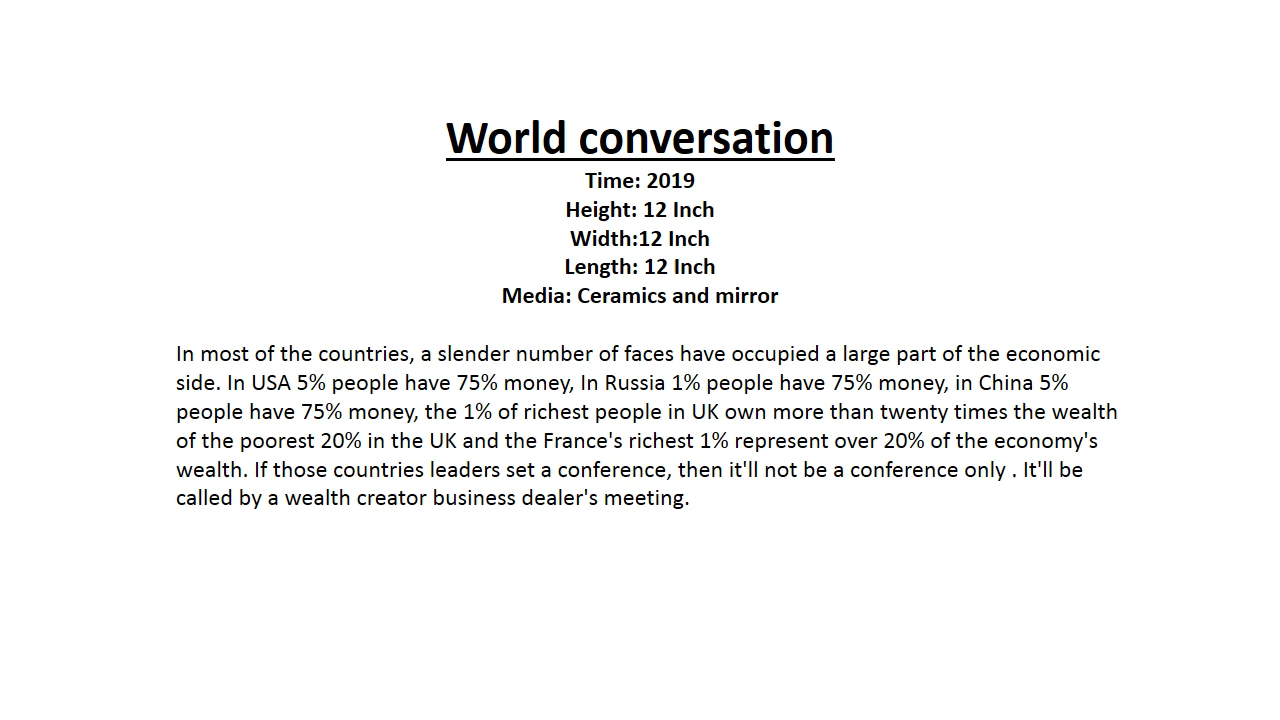 World conversation
Time: 2019
Height: 12 Inch
Width:12 Inch
Length: 12 Inch
Media: Ceramics and mirror
In most of the countries, a slender number of faces have occupied a large part of the economic
side. In USA 5% people have 75% money, In Russia 1% people have 75% money, in China 5%
people have 75% money, the 1% of richest people in UK own more than twenty times the wealth
of the poorest 20% in the UK and the France's richest 1% represent over 20% of the economy's
wealth. If those countries leaders set a conference, then it'll not be a conference only . It'll be
called by a wealth creator business dealer's meeting.